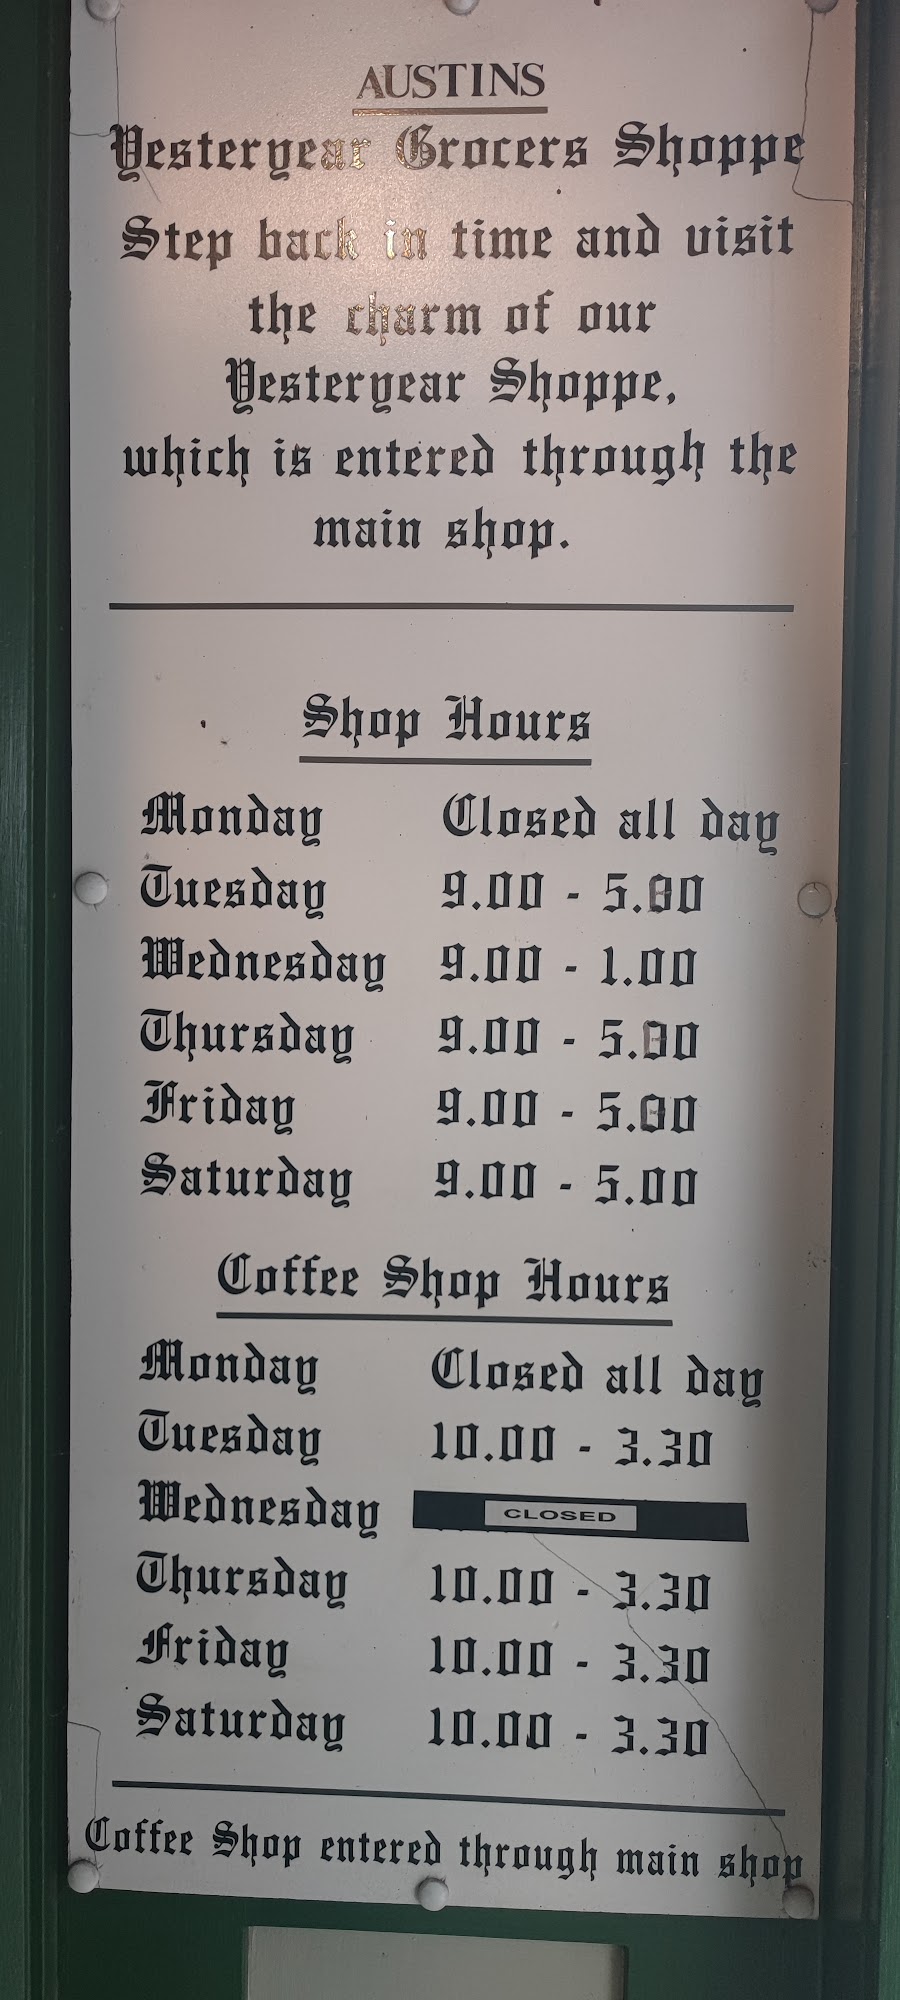 AUSTINS
Yesteryear Grocers Shoppe
Step back in time and visit
the charm of our
Yesteryear Shoppe,
which is entered through the
main shop.
Shop Hours
Monday Closed all day
Tuesday 9.00 - 5.00
Wednesday 9.00 - 1.00
Thursday 9.00 - 5.00
Friday 9.00 - 5.00
Saturday 9.00 - 5.00
Coffee Shop Hours
Monday Closed all day
Tuesday 10.00 - 3.30
Wednesday CLOSED
Thursday 10.00 - 3.30
Friday 10.00 - 3.30
Saturday 10.00 - 3.30
Coffee Shop entered through main shop